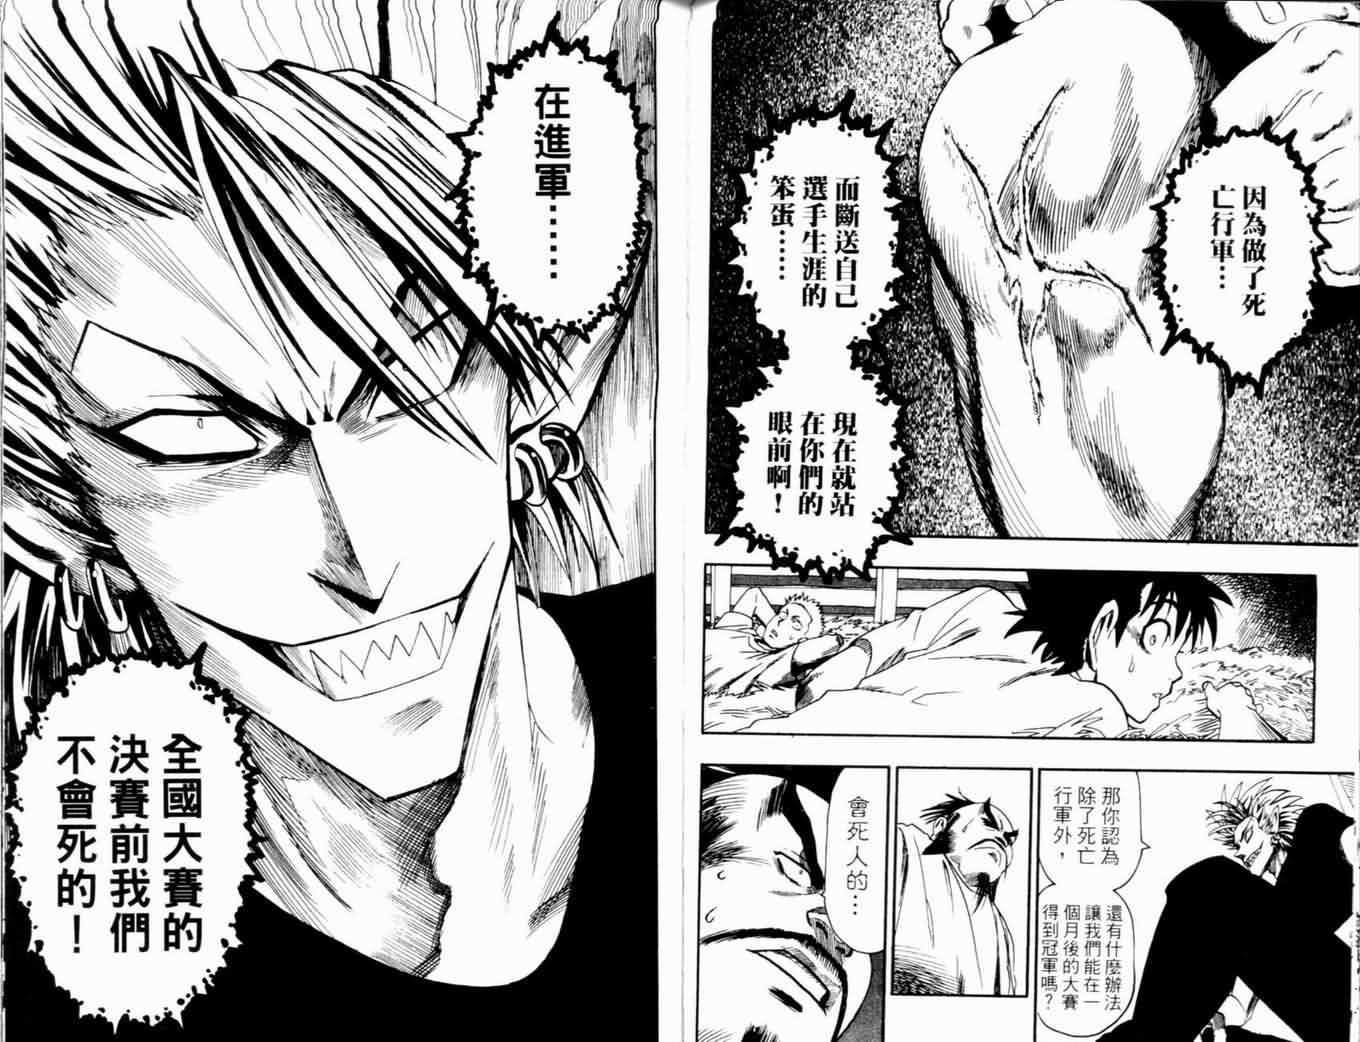 因為做了死
亡行軍…
而斷送自己
選手生涯的
笨蛋……
現在就站
在你們的
眼前啊！
那你認為
除了死亡
行軍外，
還有什麼辦法
讓我們能在一
個月後的大賽
得到冠軍嗎？
會死人的…
在進軍……
全國大賽的
決賽前我們
不會死的！